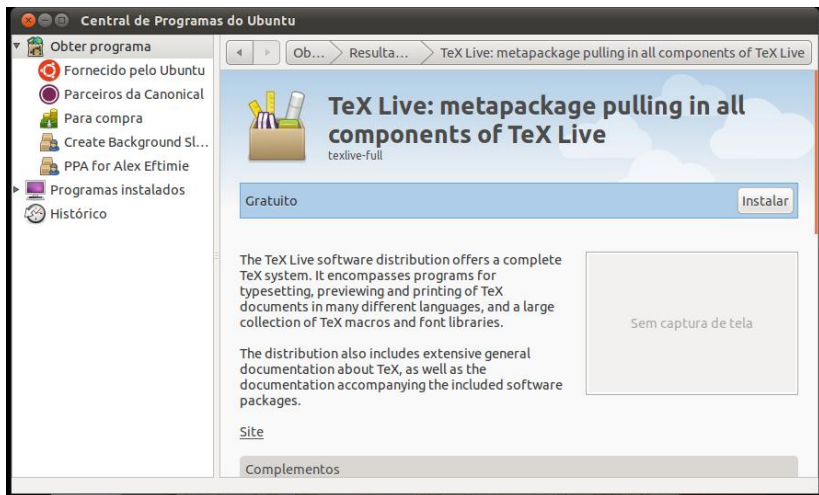 Central de Programas do Ubuntu
Obter programa
Fornecido pelo Ubuntu
Parceiros da Canonical
Para compra
Create Background Sl...
PPA for Alex Eftimie
Programas instalados
Histórico
Ob... Resulta... TeX Live: metapackage pulling in all components of TeX Live
TeX Live: metapackage pulling in all
components of TeX Live
texlive-full
Gratuito Instalar
The TeX Live software distribution offers a complete
TeX system. It encompasses programs for
typesetting, previewing and printing of TeX
documents in many different languages, and a large
collection of TeX macros and font libraries.
Sem captura de tela
The distribution also includes extensive general
documentation about TeX, as well as the
documentation accompanying the included software
packages.
Site
Complementos